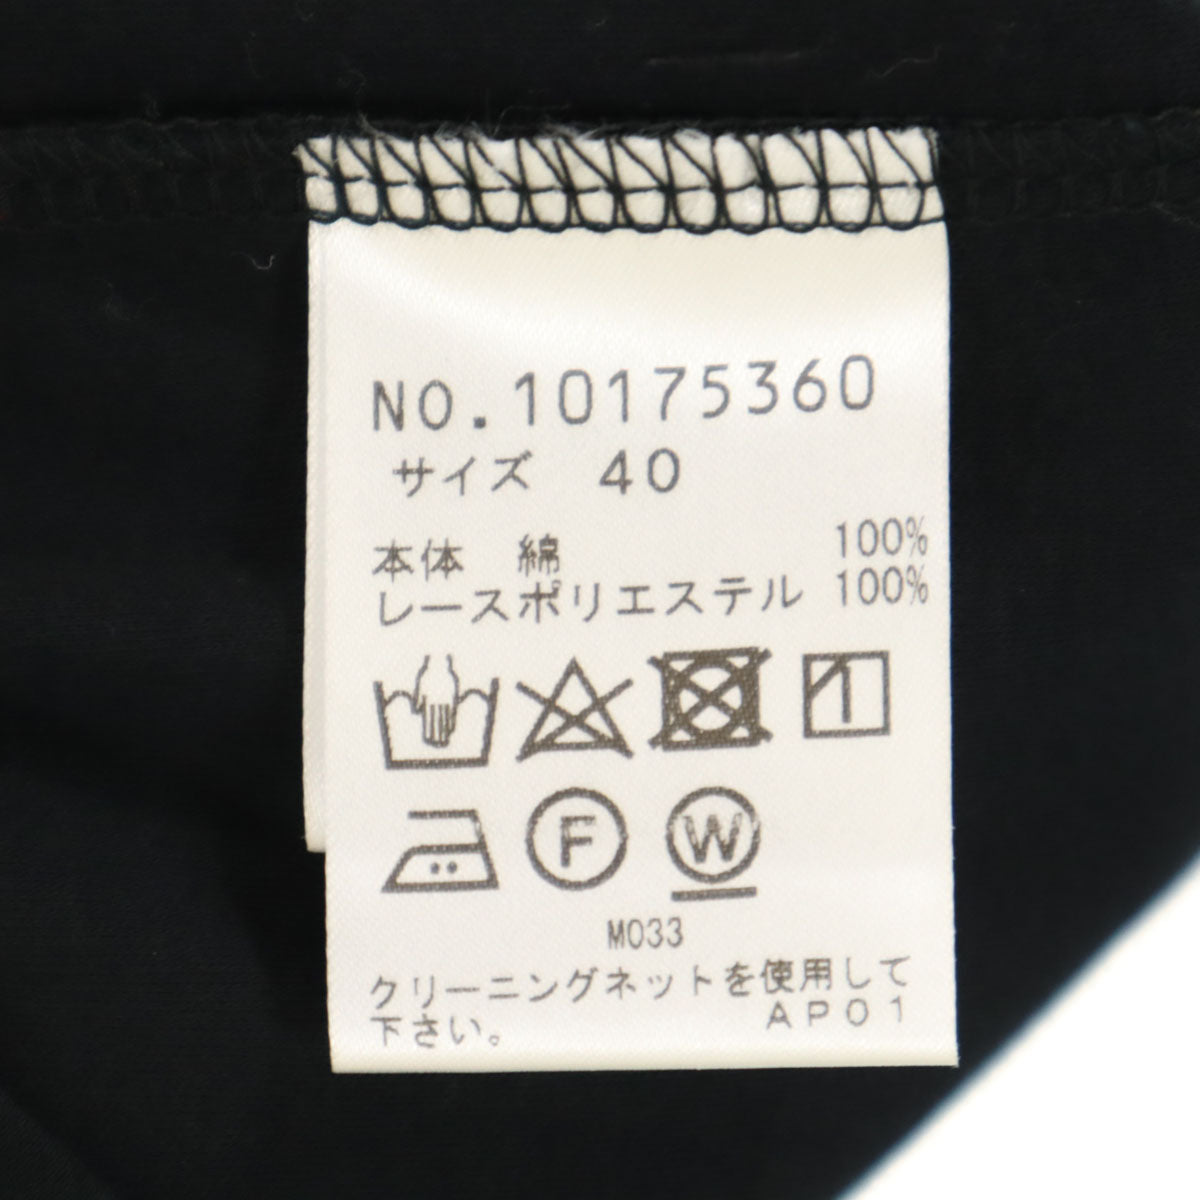 NO.10175360
サイズ 40
本体 綿 100%
レースポリエステル 100%
F W
M033
クリーニングネットを使用して
下さい。 AP01